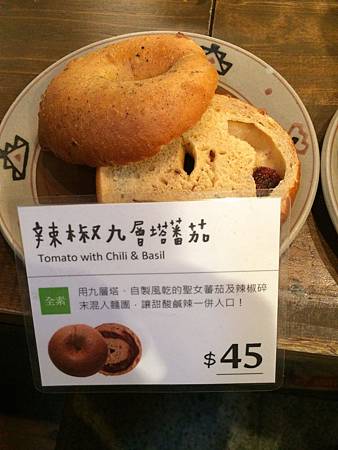 辣椒九層塔蕃茄
Tomato with Chili & Basil
全素
用九層塔、自製風乾的聖女蕃茄及辣椒碎
末混入麵團，讓甜酸鹹辣一併入口！
$45